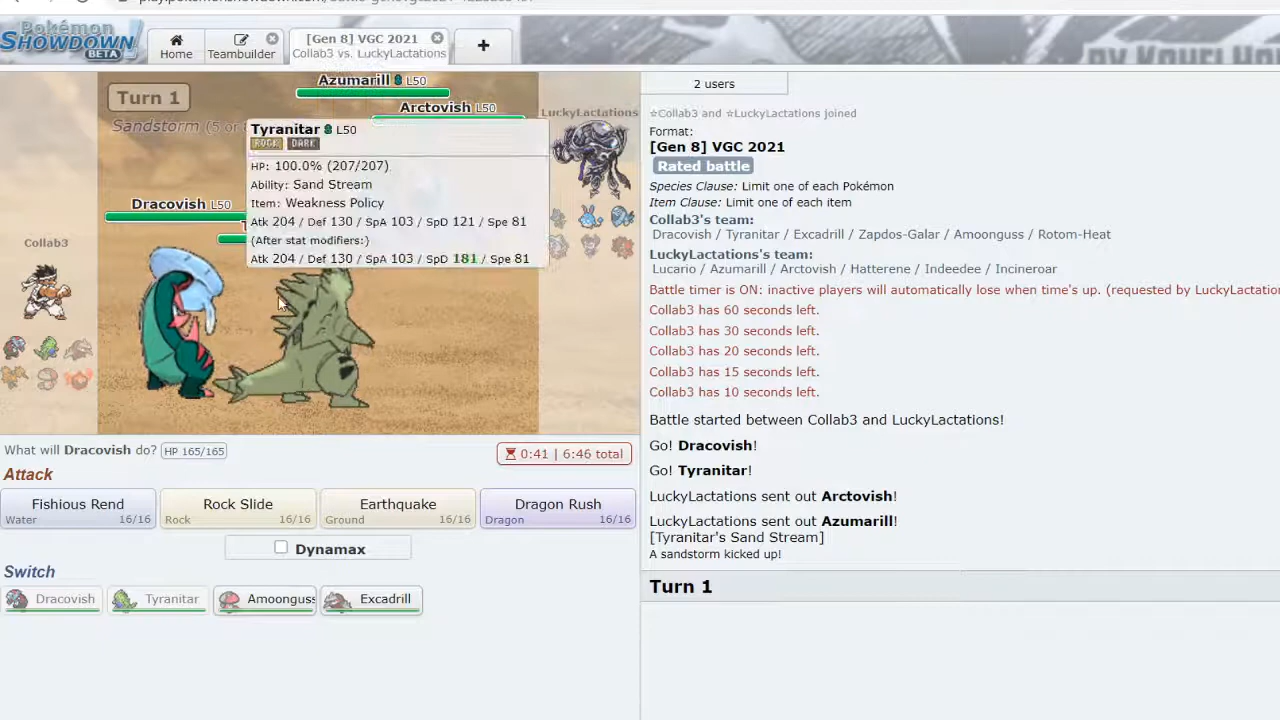 Pokémon
SHOWDOWN
BETA
Home
Teambuilder
[Gen 8] VGC 2021
Collab3 vs. LuckyLactations
+
Turn 1
Sandstorm (5 or
Azumarill L50
Arctovish L50
LuckyLactations
Tyranitar L50
ROCK DARK
HP: 100.0% (207/207)
Ability: Sand Stream
Item: Weakness Policy
Atk 204 / Def 130 / SpA 103 / SpD 121 / Spe 81
(After stat modifiers:)
Atk 204 / Def 130 / SpA 103 / SpD 181 / Spe 81
Dracovish L50
Collab3
What will Dracovish do? HP 165/165
0:41 | 6:46 total
Attack
Fishious Rend
Water 16/16
Rock Slide
Rock 16/16
Earthquake
Ground 16/16
Dragon Rush
Dragon 16/16
Dynamax
Switch
Dracovish
Tyranitar
Amoonguss
Excadrill
2 users
☆Collab3 and ☆LuckyLactations joined
Format:
[Gen 8] VGC 2021
Rated battle
Species Clause: Limit one of each Pokémon
Item Clause: Limit one of each item
Collab3's team:
Dracovish / Tyranitar / Excadrill / Zapdos-Galar / Amoonguss / Rotom-Heat
LuckyLactations's team:
Lucario / Azumarill / Arctovish / Hatterene / Indeedee / Incineroar
Battle timer is ON: inactive players will automatically lose when time's up. (requested by LuckyLactatio
Collab3 has 60 seconds left.
Collab3 has 30 seconds left.
Collab3 has 20 seconds left.
Collab3 has 15 seconds left.
Collab3 has 10 seconds left.
Battle started between Collab3 and LuckyLactations!
Go! Dracovish!
Go! Tyranitar!
LuckyLactations sent out Arctovish!
LuckyLactations sent out Azumarill!
[Tyranitar's Sand Stream]
A sandstorm kicked up!
Turn 1